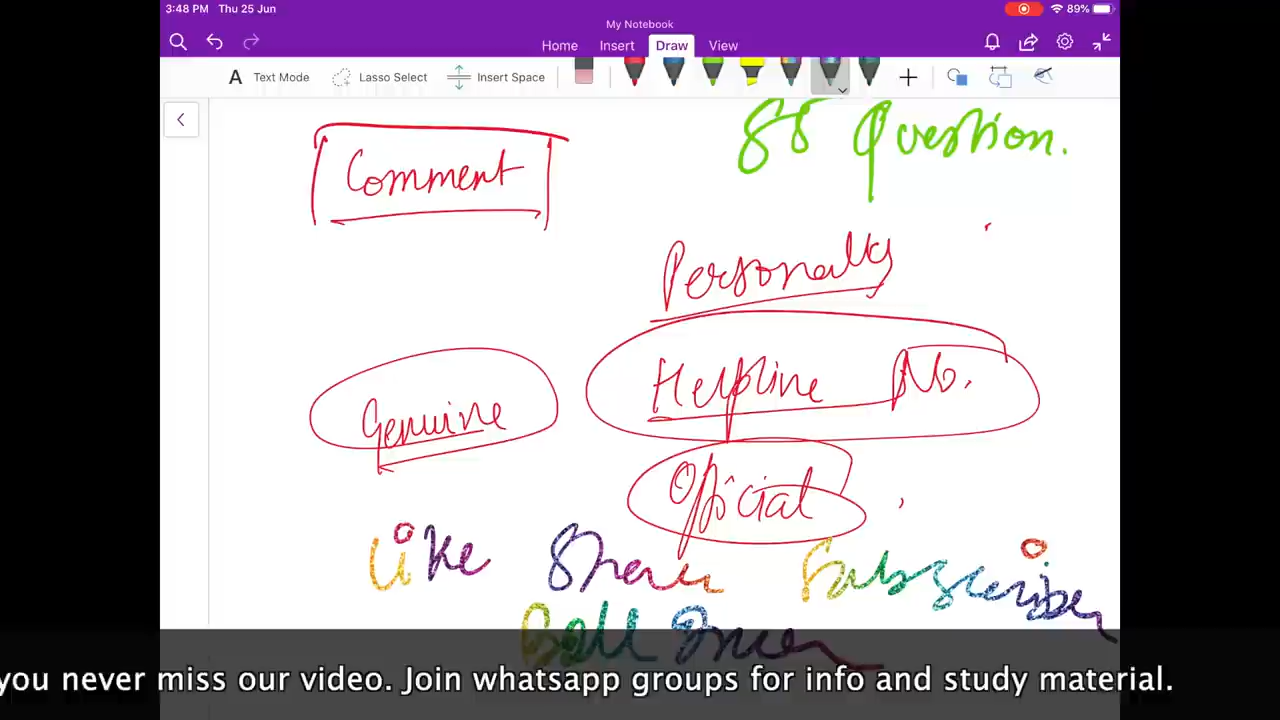 3:48 PM Thu 25 Jun
89%
My Notebook
Home Insert Draw View
A Text Mode Lasso Select Insert Space
Question.
Comment
Personally
Helpline No.
Genuine
Official
Like Share
you never miss our video. Join whatsapp groups for info and study material.